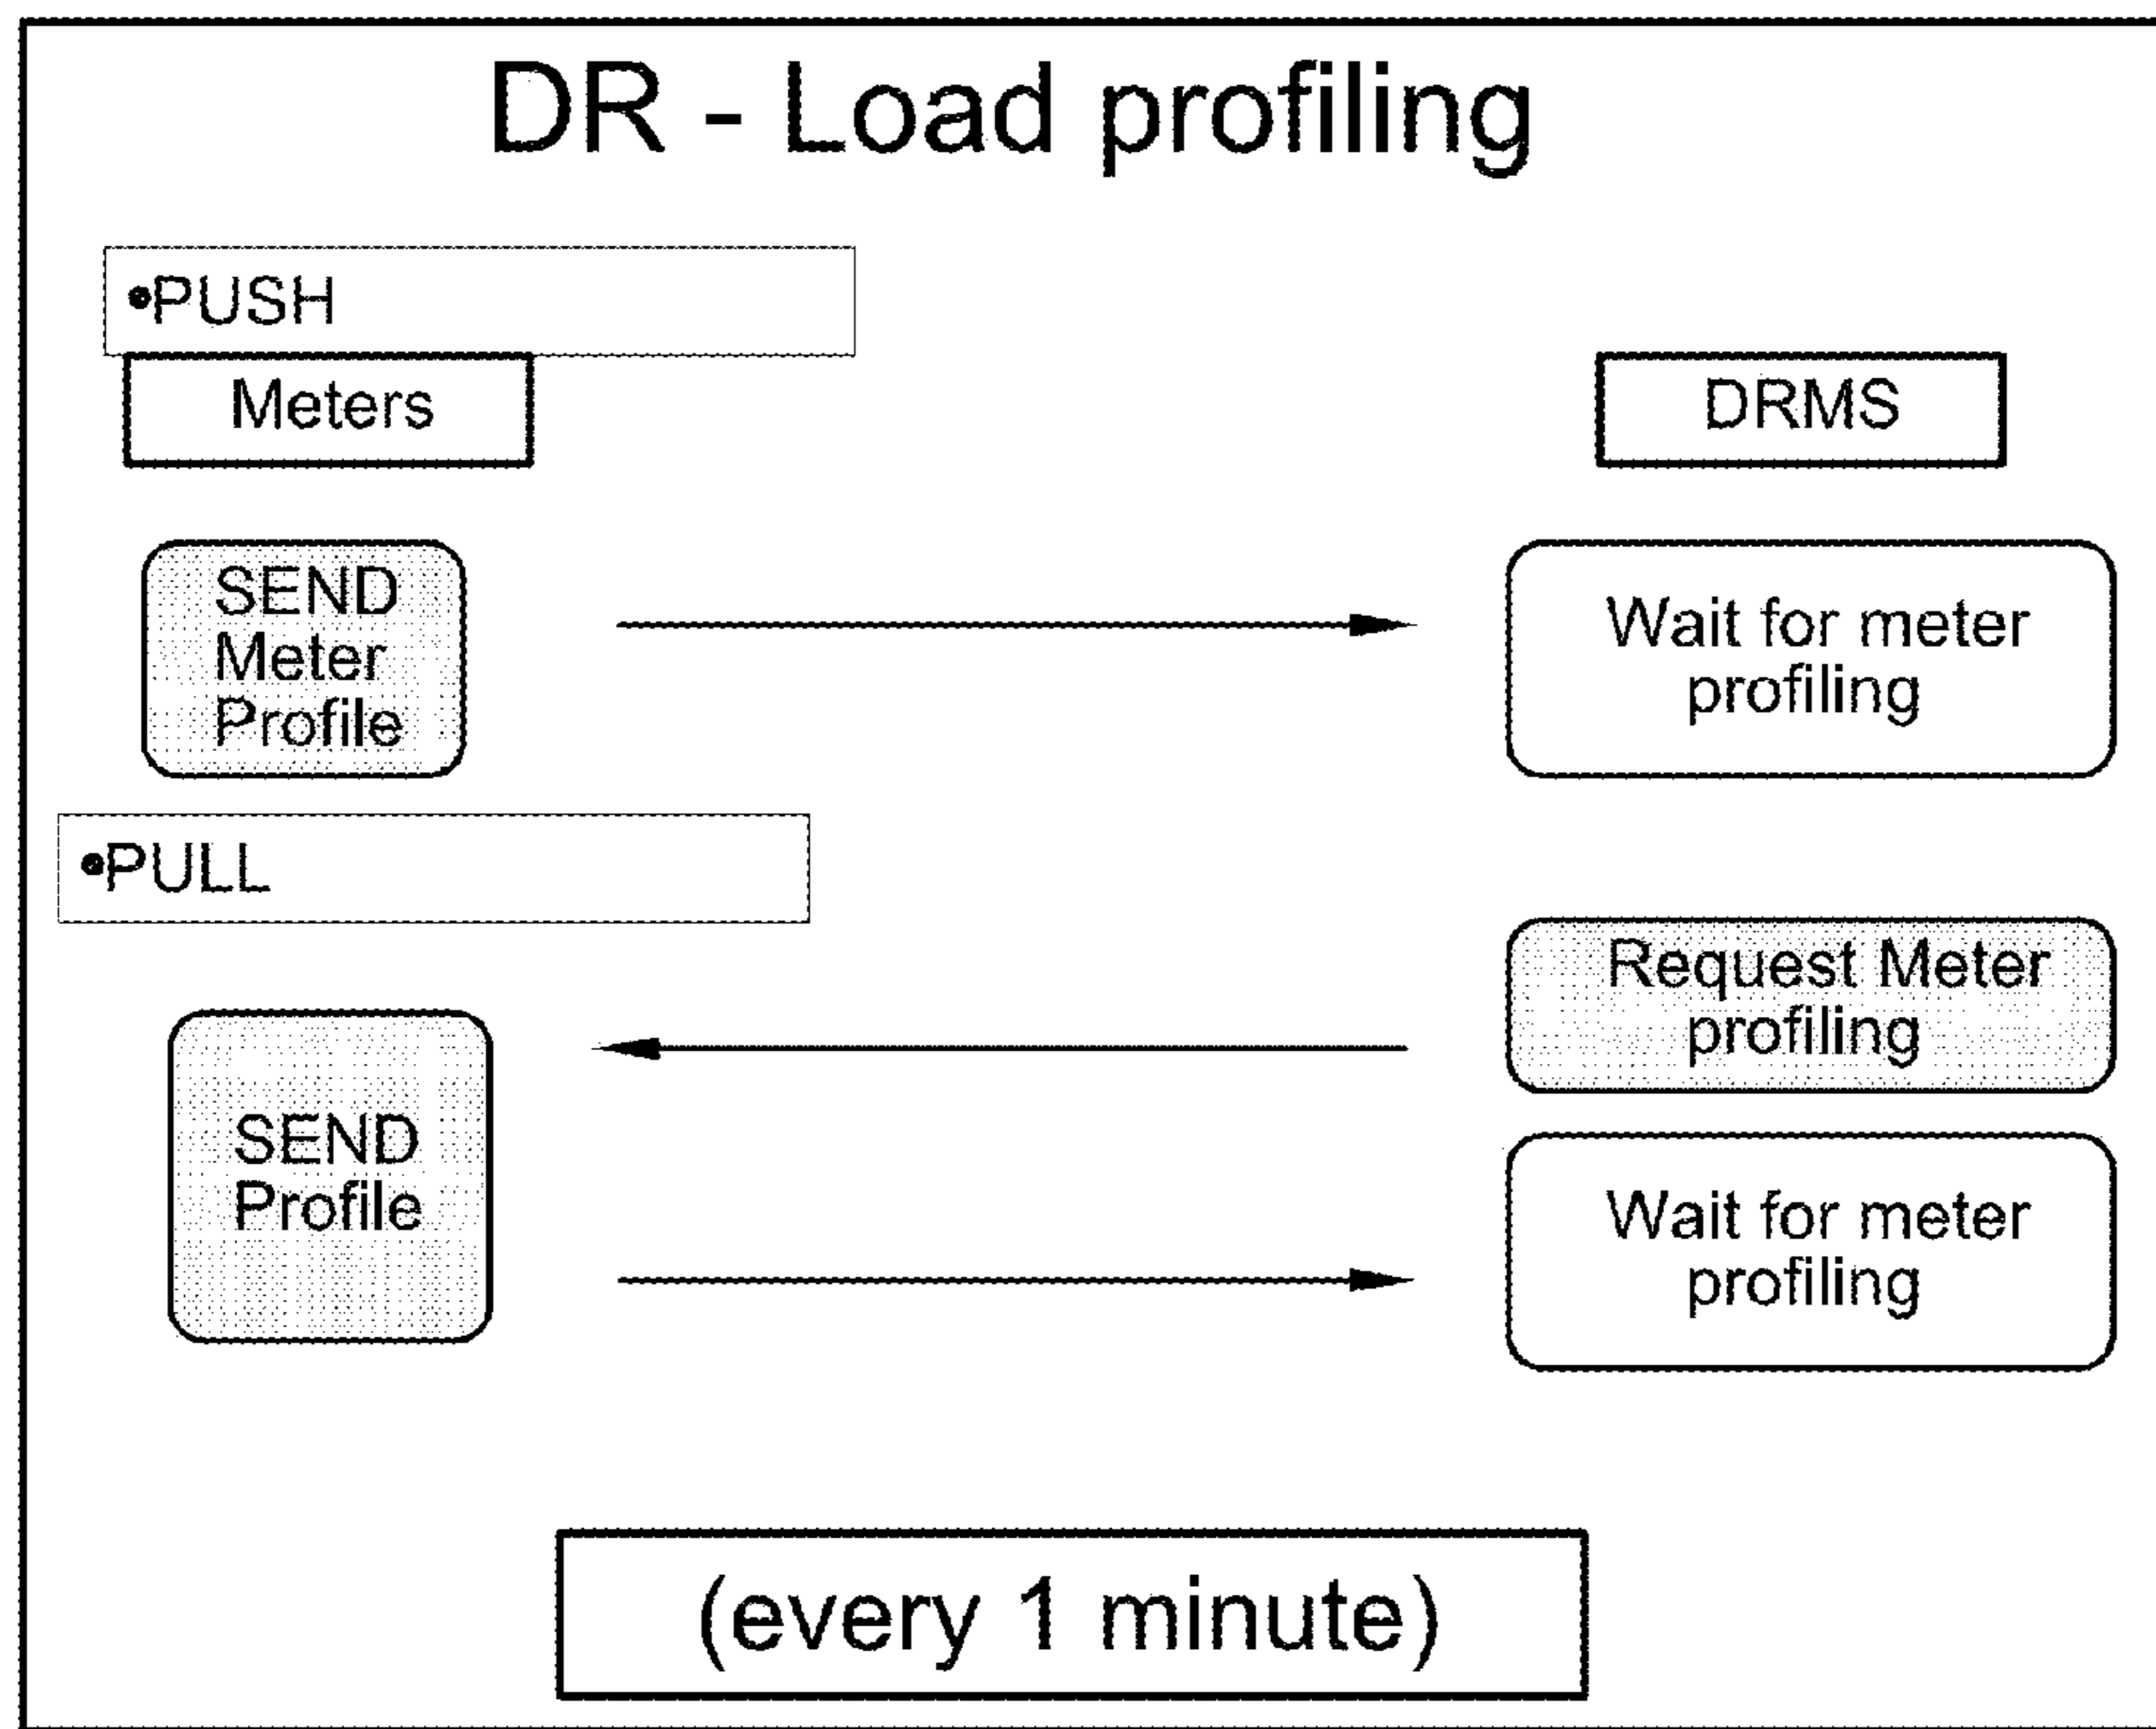 DR - Load profiling
•PUSH
Meters
DRMS
SEND
Meter
Profile
Wait for meter
profiling
•PULL
Request Meter
profiling
SEND
Profile
Wait for meter
profiling
(every 1 minute)